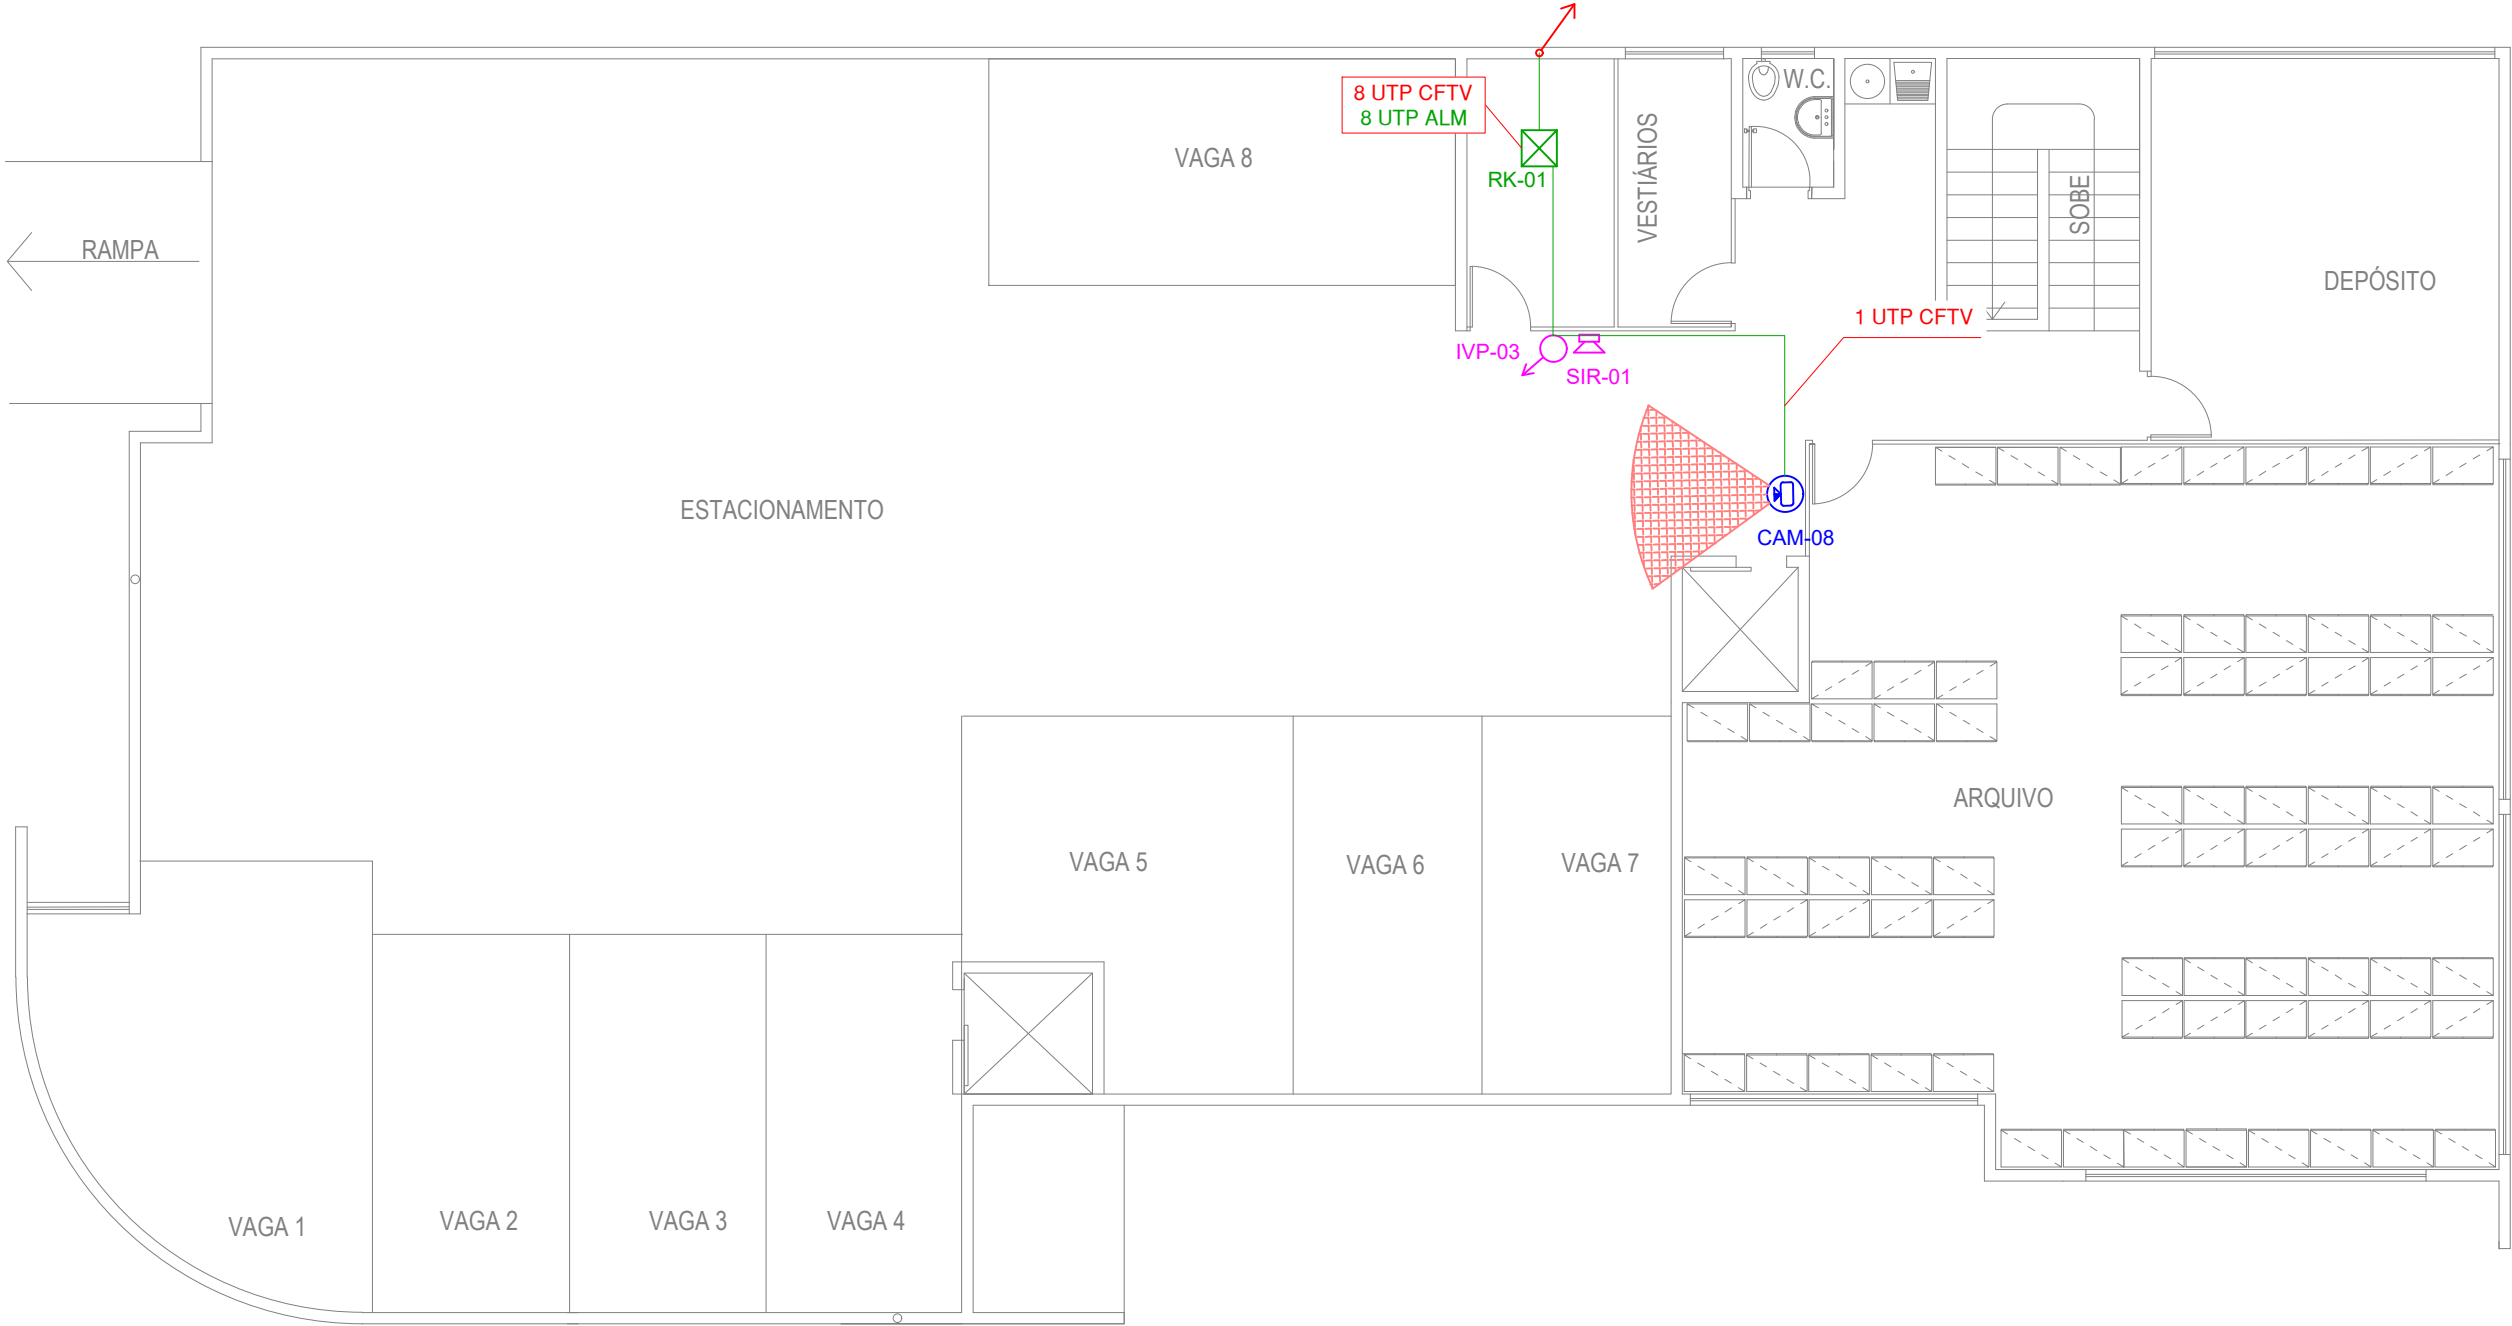 8 UTP CFTV
8 UTP ALM
W.C.
VAGA 8
VESTIÁRIOS
RK-01
SOBE
RAMPA
DEPÓSITO
1 UTP CFTV
IVP-03
SIR-01
ESTACIONAMENTO
CAM-08
ARQUIVO
VAGA 5
VAGA 6
VAGA 7
VAGA 1
VAGA 2
VAGA 3
VAGA 4